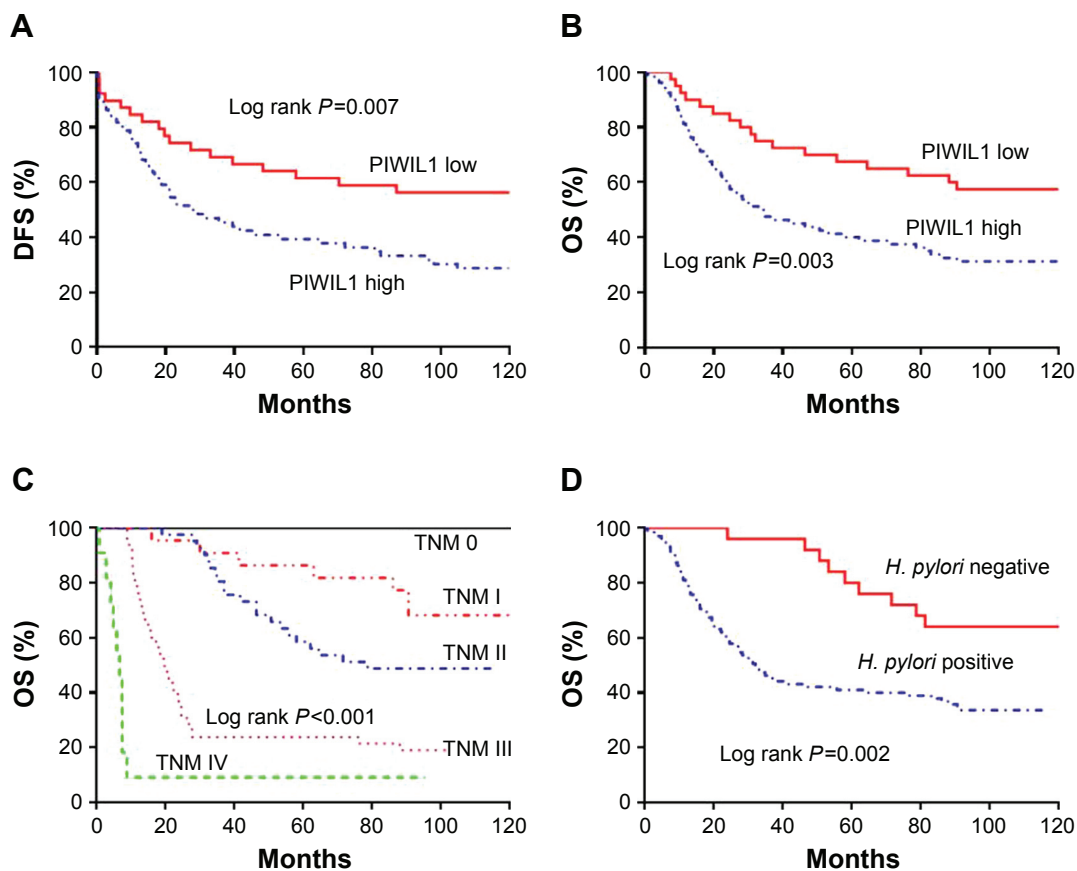 A
DFS (%)
100
80
60
40
20
0
Log rank P=0.007
PIWIL1 low
PIWIL1 high
0 20 40 60 80 100 120
Months
B
OS (%)
100
80
60
40
20
0
PIWIL1 low
PIWIL1 high
Log rank P=0.003
0 20 40 60 80 100 120
Months
C
OS (%)
100
80
60
40
20
0
TNM 0
TNM I
TNM II
Log rank P<0.001
TNM III
TNM IV
0 20 40 60 80 100 120
Months
D
OS (%)
100
80
60
40
20
0
H. pylori negative
H. pylori positive
Log rank P=0.002
0 20 40 60 80 100 120
Months